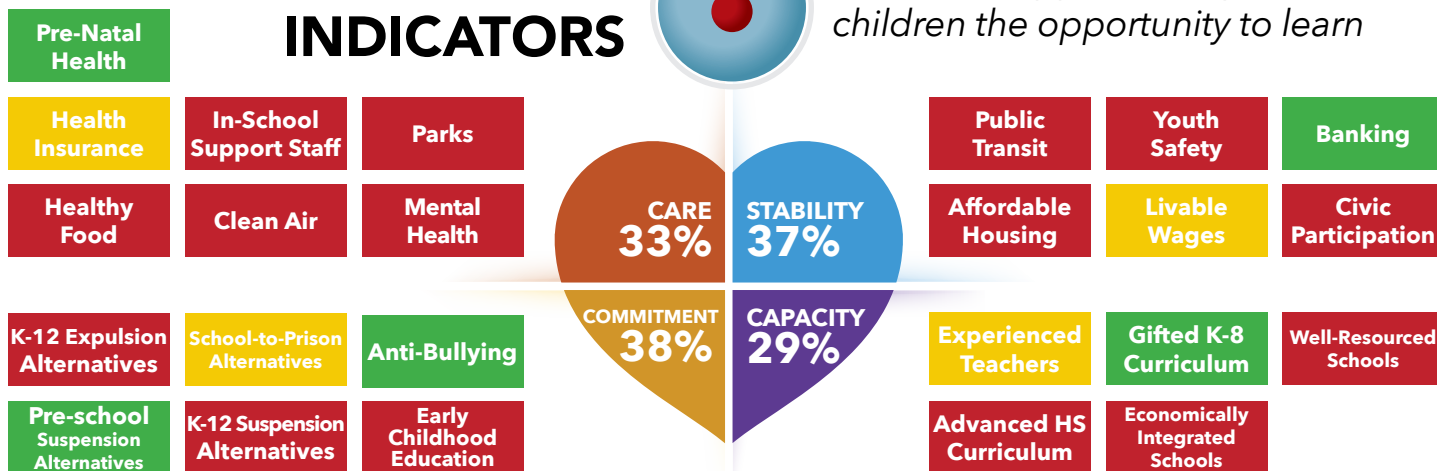 INDICATORS
children the opportunity to learn
Pre-Natal
Health
Health
Insurance
In-School
Support Staff
Parks
Healthy
Food
Clean Air
Mental
Health
CARE
33%
STABILITY
37%
COMMITMENT
38%
CAPACITY
29%
Public
Transit
Youth
Safety
Banking
Affordable
Housing
Livable
Wages
Civic
Participation
K-12 Expulsion
Alternatives
School-to-Prison
Alternatives
Anti-Bullying
Pre-school
Suspension
Alternatives
K-12 Suspension
Alternatives
Early
Childhood
Education
Experienced
Teachers
Gifted K-8
Curriculum
Well-Resourced
Schools
Advanced HS
Curriculum
Economically
Integrated
Schools